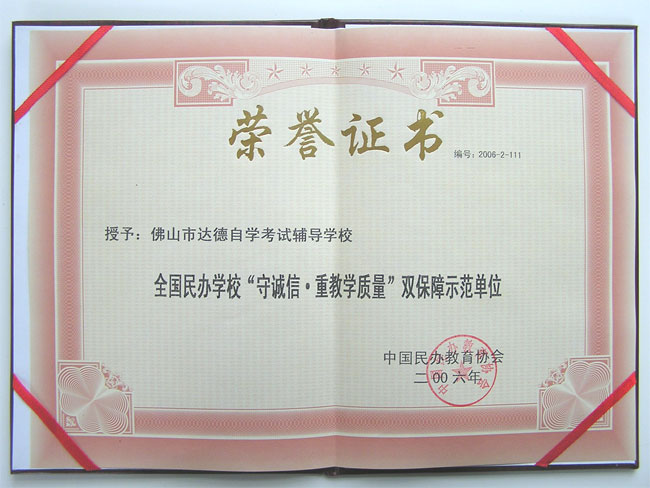 荣誉证书
编号：2006-2-111
授予：佛山市达德自学考试辅导学校
全国民办学校“守诚信·重教学质量”双保障示范单位
中国民办教育协会
二00六年